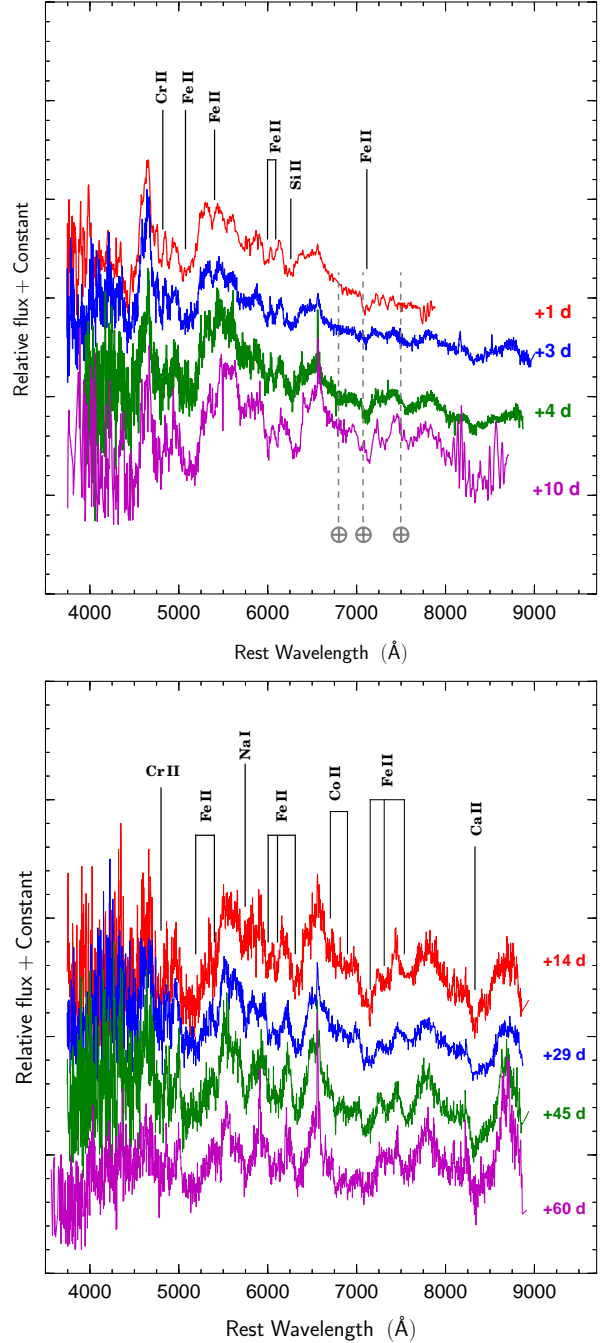 Cr II
Fe II
Fe II
Fe II
Si II
Fe II
+1 d
+3 d
+4 d
+10 d
⊕ ⊕ ⊕
4000 5000 6000 7000 8000 9000
Rest Wavelength (Å)
Relative flux + Constant
Cr II
Fe II
Na I
Fe II
Co II
Fe II
Ca II
+14 d
+29 d
+45 d
+60 d
4000 5000 6000 7000 8000 9000
Rest Wavelength (Å)
Relative flux + Constant